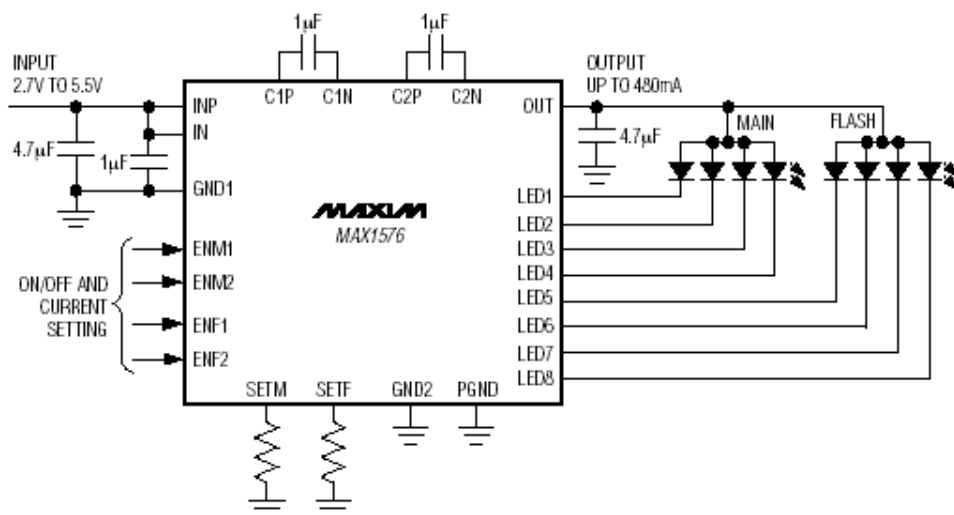 1µF
1µF
INPUT
2.7V TO 5.5V
OUTPUT
UP TO 480mA
C1P
C1N
C2P
C2N
INP
OUT
IN
MAIN
FLASH
4.7µF
1µF
4.7µF
GND1
LED1
MAXIM
MAX1576
LED2
LED3
LED4
LED5
LED6
LED7
LED8
ENM1
ENM2
ENF1
ENF2
ON/OFF AND
CURRENT
SETTING
SETM
SETF
GND2
PGND